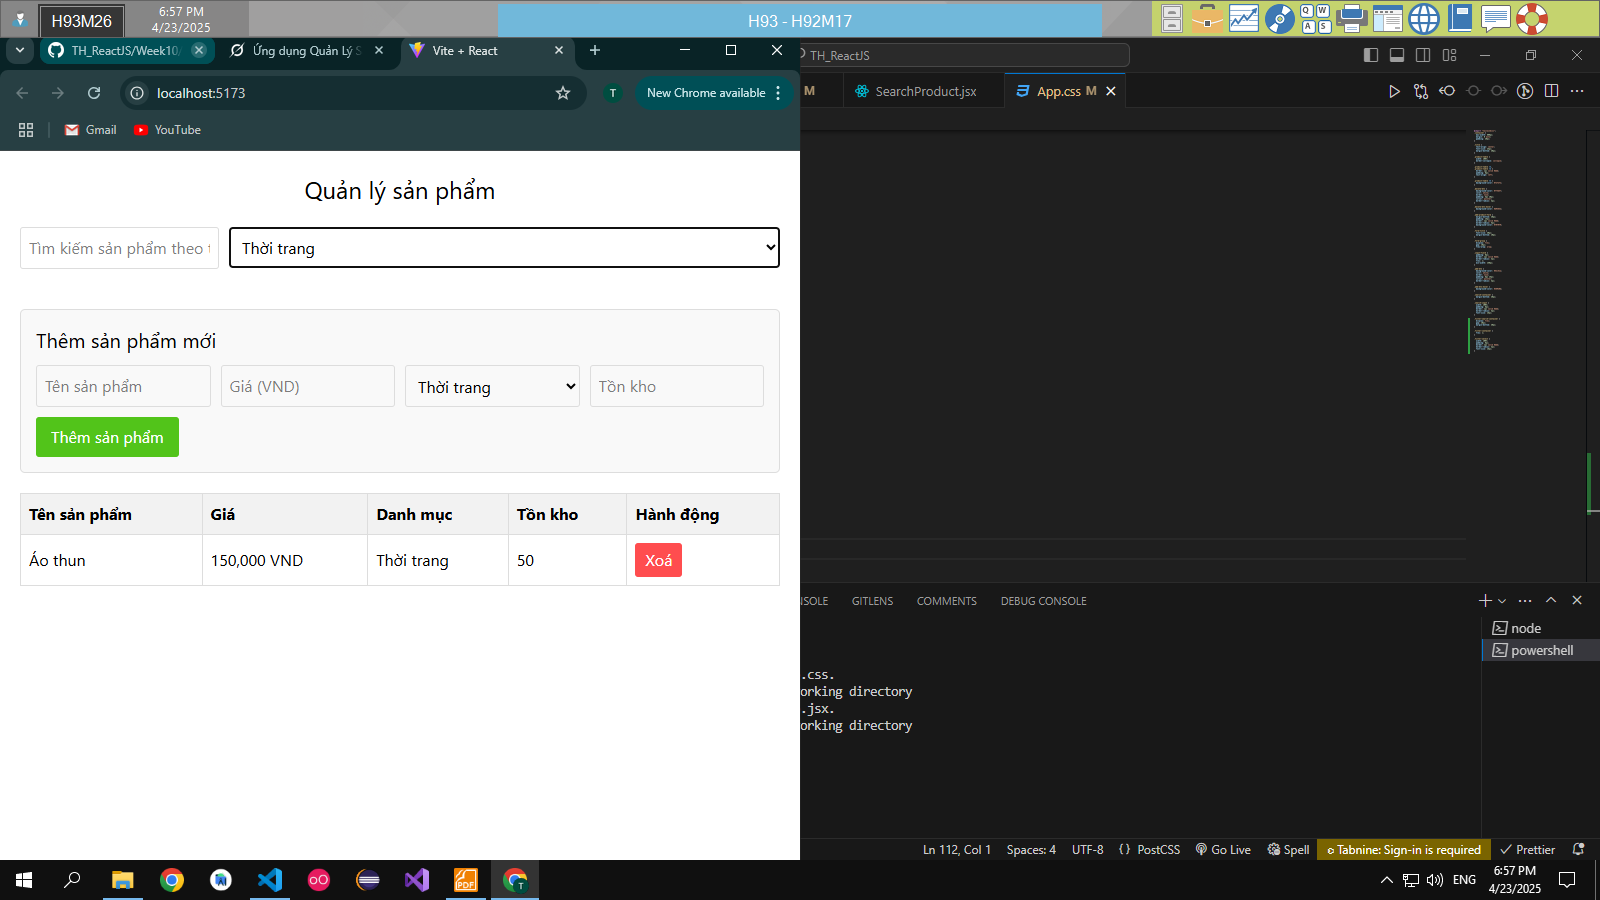 H93M26
6:57 PM
4/23/2025
H93 - H92M17
Q W
A S
TH_ReactJS/Week10/
Ứng dụng Quản Lý S
Vite + React
TH_ReactJS
localhost:5173
T
New Chrome available
M
SearchProduct.jsx
App.css M
Gmail
YouTube
Quản lý sản phẩm
Tìm kiếm sản phẩm theo t
Thời trang
Thêm sản phẩm mới
Tên sản phẩm
Giá (VND)
Thời trang
Tồn kho
Thêm sản phẩm
Tên sản phẩm Giá Danh mục Tồn kho Hành động
Áo thun 150,000 VND Thời trang 50 Xoá
NSOLE GITLENS COMMENTS DEBUG CONSOLE
node
powershell
.css.
orking directory
.jsx.
orking directory
Ln 112, Col 1 Spaces: 4 UTF-8 {} PostCSS Go Live Spell Tabnine: Sign-in is required Prettier
PDF
T
ENG
6:57 PM
4/23/2025